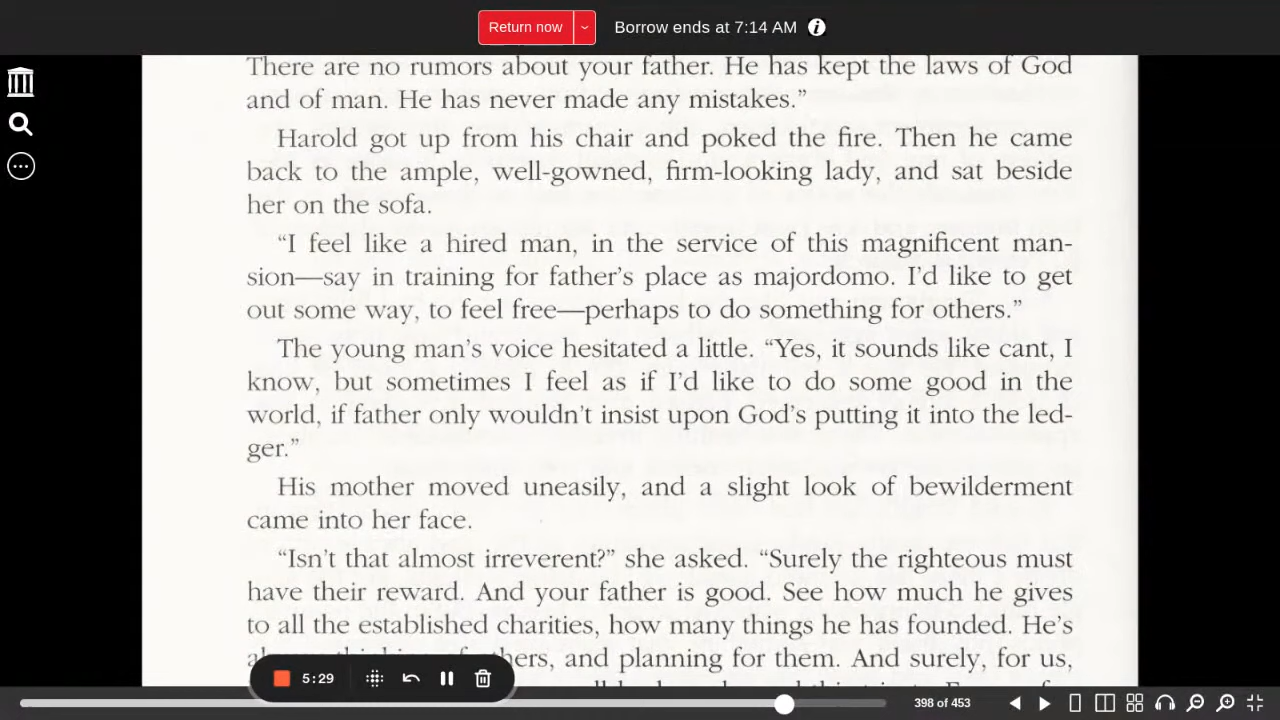 Return now
Borrow ends at 7:14 AM
There are no rumors about your father. He has kept the laws of God
and of man. He has never made any mistakes.”
Harold got up from his chair and poked the fire. Then he came
back to the ample, well-gowned, firm-looking lady, and sat beside
her on the sofa.
“I feel like a hired man, in the service of this magnificent man-
sion—say in training for father’s place as majordomo. I’d like to get
out some way, to feel free—perhaps to do something for others.”
The young man’s voice hesitated a little. “Yes, it sounds like cant, I
know, but sometimes I feel as if I’d like to do some good in the
world, if father only wouldn’t insist upon God’s putting it into the led-
ger.”
His mother moved uneasily, and a slight look of bewilderment
came into her face.
“Isn’t that almost irreverent?” she asked. “Surely the righteous must
have their reward. And your father is good. See how much he gives
to all the established charities, how many things he has founded. He’s
and planning for them. And surely, for us,
5:29
398 of 453